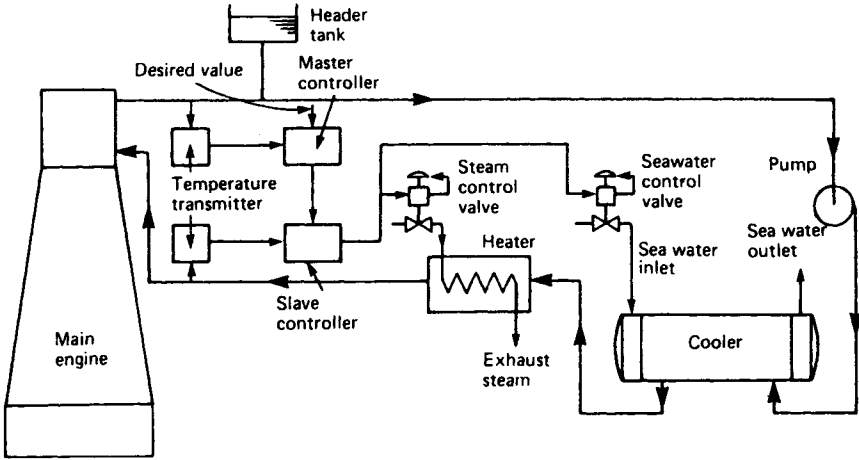 Header
tank
Desired value
Master
controller
Temperature
transmitter
Steam
control
valve
Seawater
control
valve
Pump
Sea water
outlet
Heater
Sea water
inlet
Slave
controller
Main
engine
Exhaust
steam
Cooler